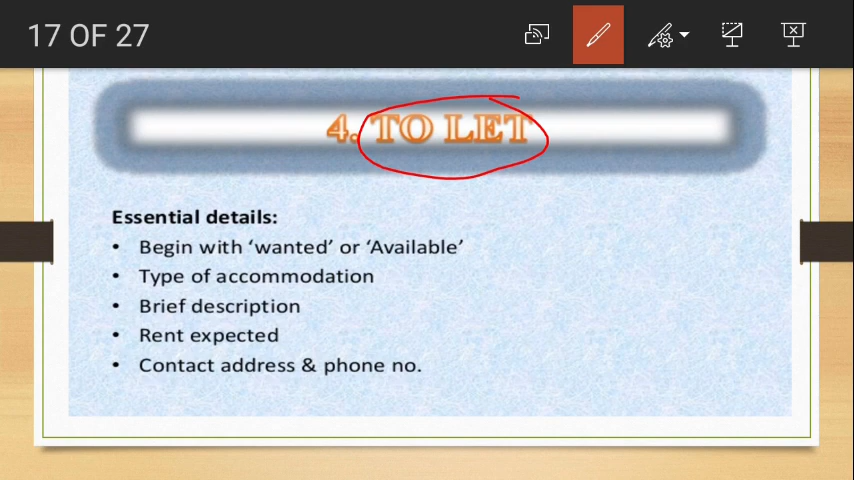 17 OF 27
4. TO LET
Essential details:
• Begin with ‘wanted’ or ‘Available’
• Type of accommodation
• Brief description
• Rent expected
• Contact address & phone no.